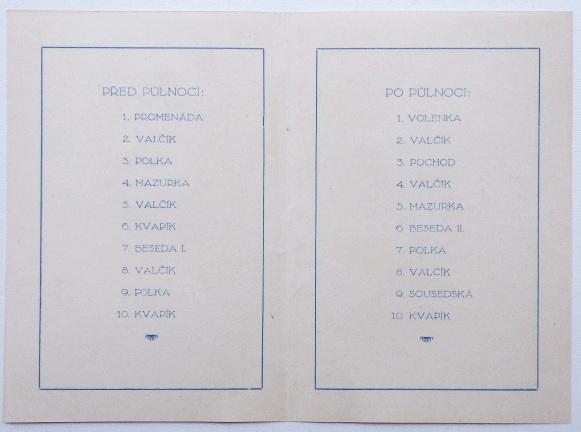 PŘED PŮLNOCÍ:
1. PROMENÁDA
2. VALČÍK
3. POLKA
4. MAZURKA
5. VALČÍK
6. KVAPÍK
7. BESEDA I.
8. VALČÍK
9. POLKA
10. KVAPÍK
PO PŮLNOCI:
1. VOLENKA
2. VALČÍK
3. POCHOD
4. VALČÍK
5. MAZURKA
6. BESEDA II.
7. POLKA
8. VALČÍK
9. SOUSEDSKÁ
10. KVAPÍK